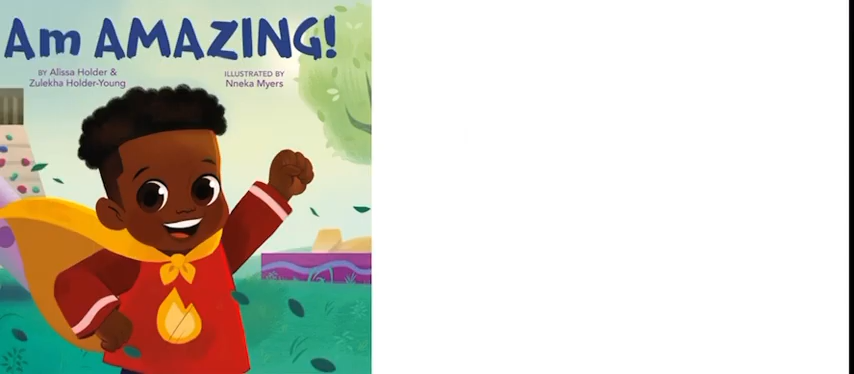 Am AMAZING!
BY Alissa Holder &
Zulekha Holder-Young
ILLUSTRATED BY
Nneka Myers